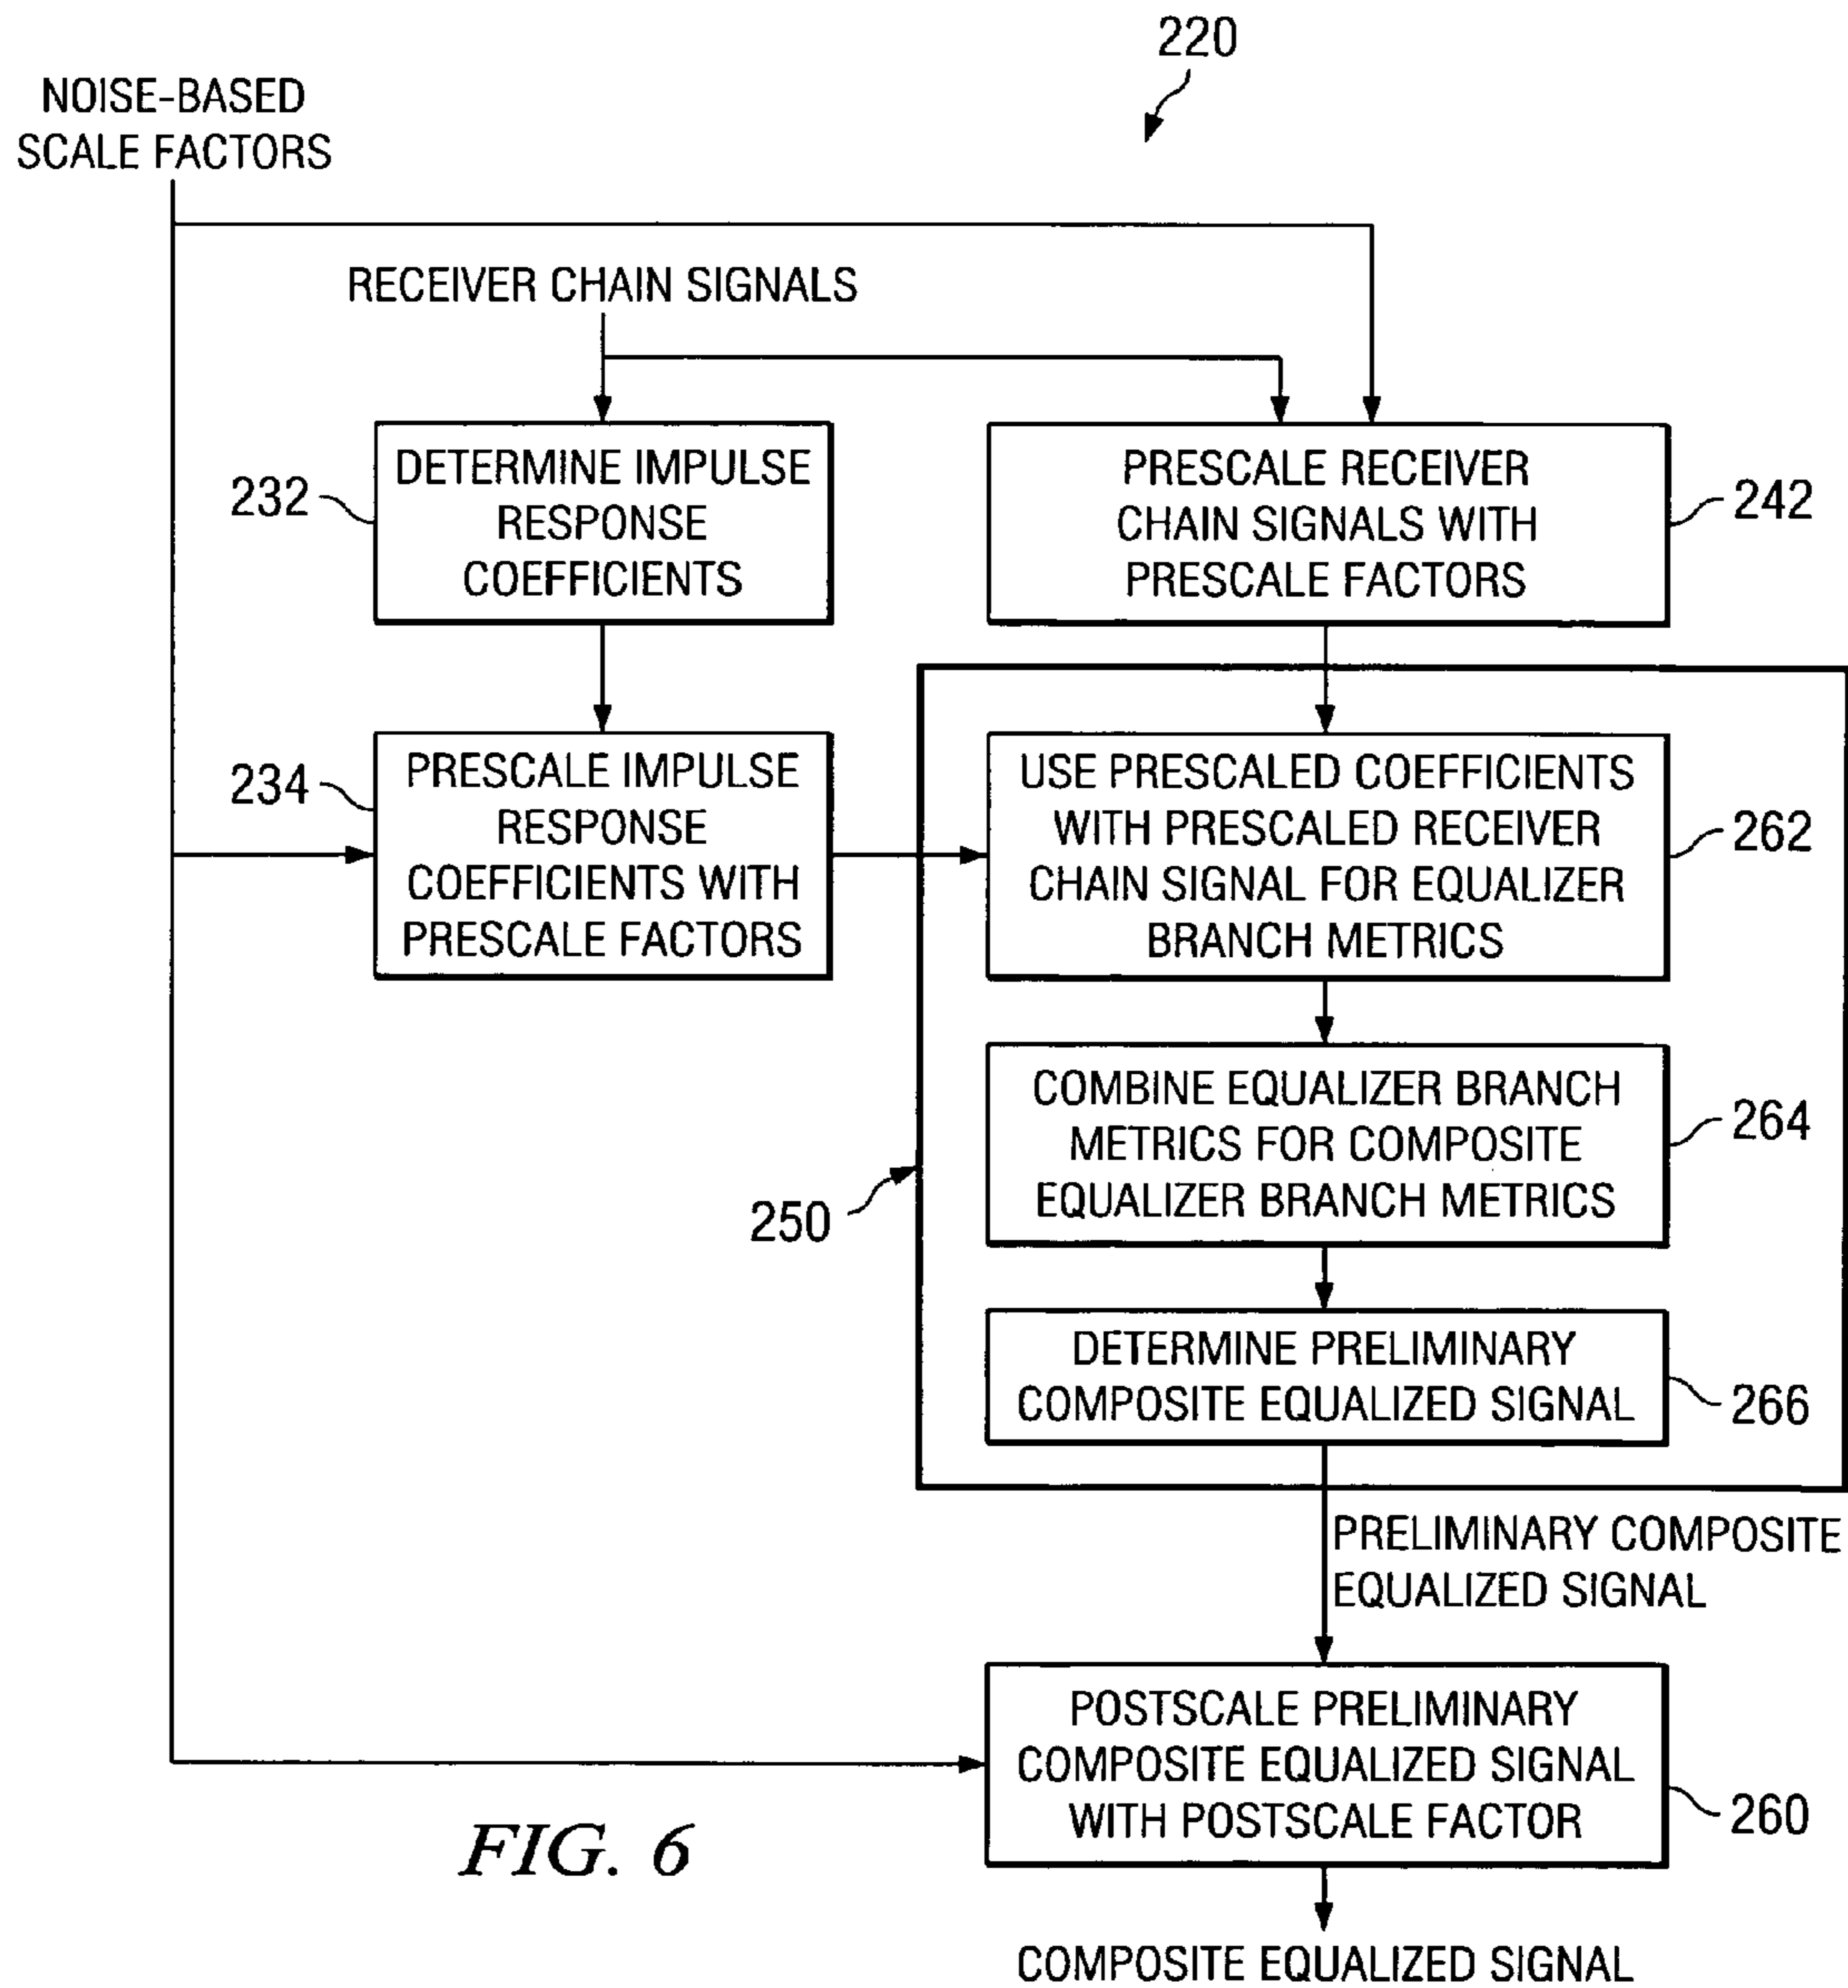 220
NOISE-BASED
SCALE FACTORS
RECEIVER CHAIN SIGNALS
232
DETERMINE IMPULSE
RESPONSE
COEFFICIENTS
PRESCALE RECEIVER
CHAIN SIGNALS WITH
PRESCALE FACTORS
242
234
PRESCALE IMPULSE
RESPONSE
COEFFICIENTS WITH
PRESCALE FACTORS
USE PRESCALED COEFFICIENTS
WITH PRESCALED RECEIVER
CHAIN SIGNAL FOR EQUALIZER
BRANCH METRICS
262
COMBINE EQUALIZER BRANCH
METRICS FOR COMPOSITE
EQUALIZER BRANCH METRICS
264
250
DETERMINE PRELIMINARY
COMPOSITE EQUALIZED SIGNAL
266
PRELIMINARY COMPOSITE
EQUALIZED SIGNAL
POSTSCALE PRELIMINARY
COMPOSITE EQUALIZED SIGNAL
WITH POSTSCALE FACTOR
260
FIG. 6
COMPOSITE EQUALIZED SIGNAL